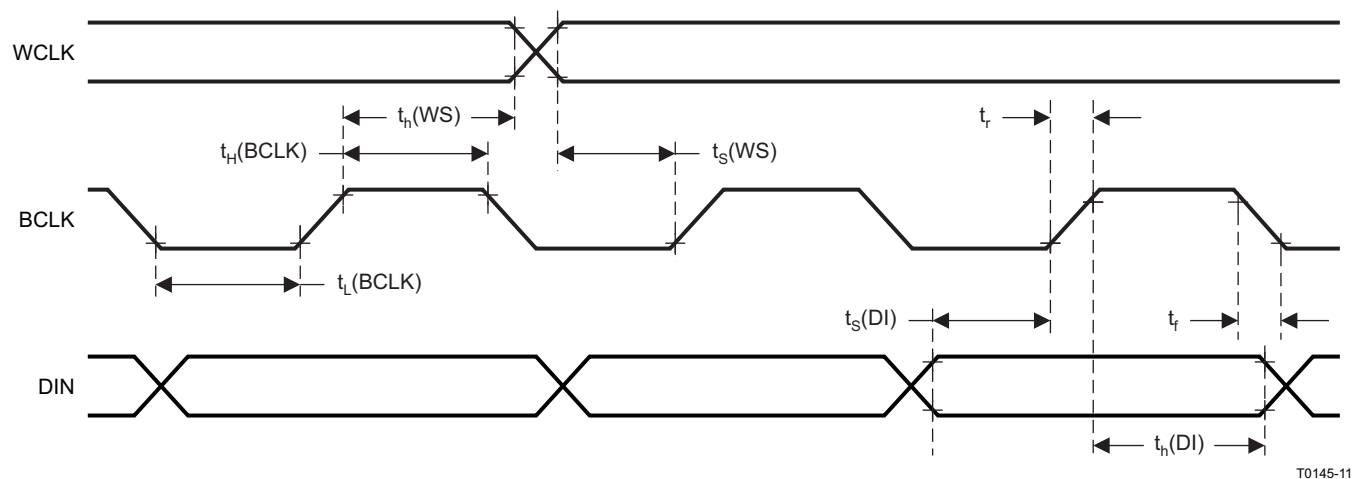 WCLK
th(WS)
tr
tH(BCLK)
tS(WS)
BCLK
tL(BCLK)
tS(DI)
tf
DIN
th(DI)
T0145-11